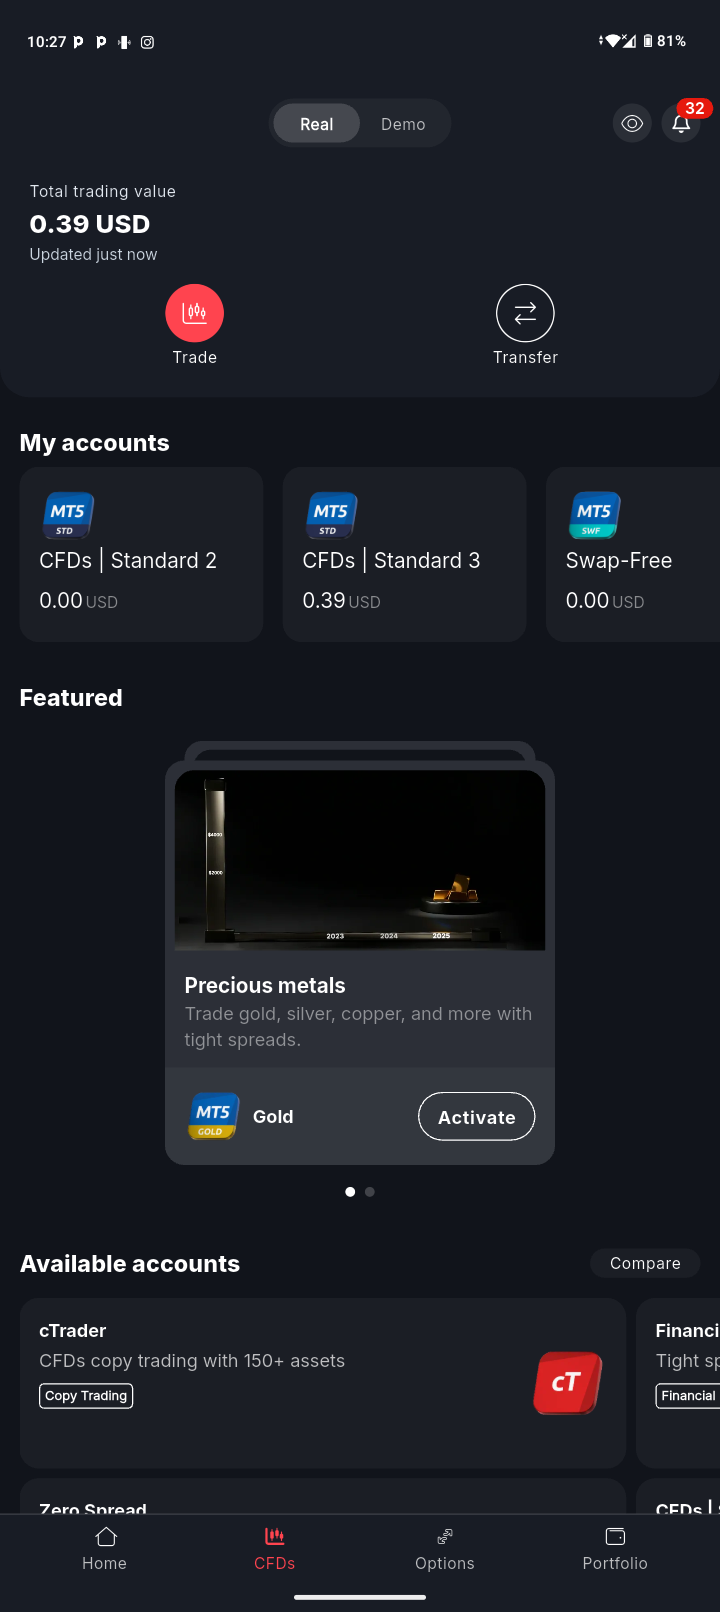 10:27
81%
Real
Demo
32
Total trading value
0.39 USD
Updated just now
Trade
Transfer
My accounts
MT5
STD
CFDs | Standard 2
0.00 USD
MT5
STD
CFDs | Standard 3
0.39 USD
MT5
SWF
Swap-Free
0.00 USD
Featured
$4000
$2000
2023
2024
2025
Precious metals
Trade gold, silver, copper, and more with
tight spreads.
MT5
GOLD
Gold
Activate
Available accounts
Compare
cTrader
CFDs copy trading with 150+ assets
Copy Trading
cT
Financi
Tight sp
Financial
Zero Spread
CFDs |
Home
CFDs
Options
Portfolio